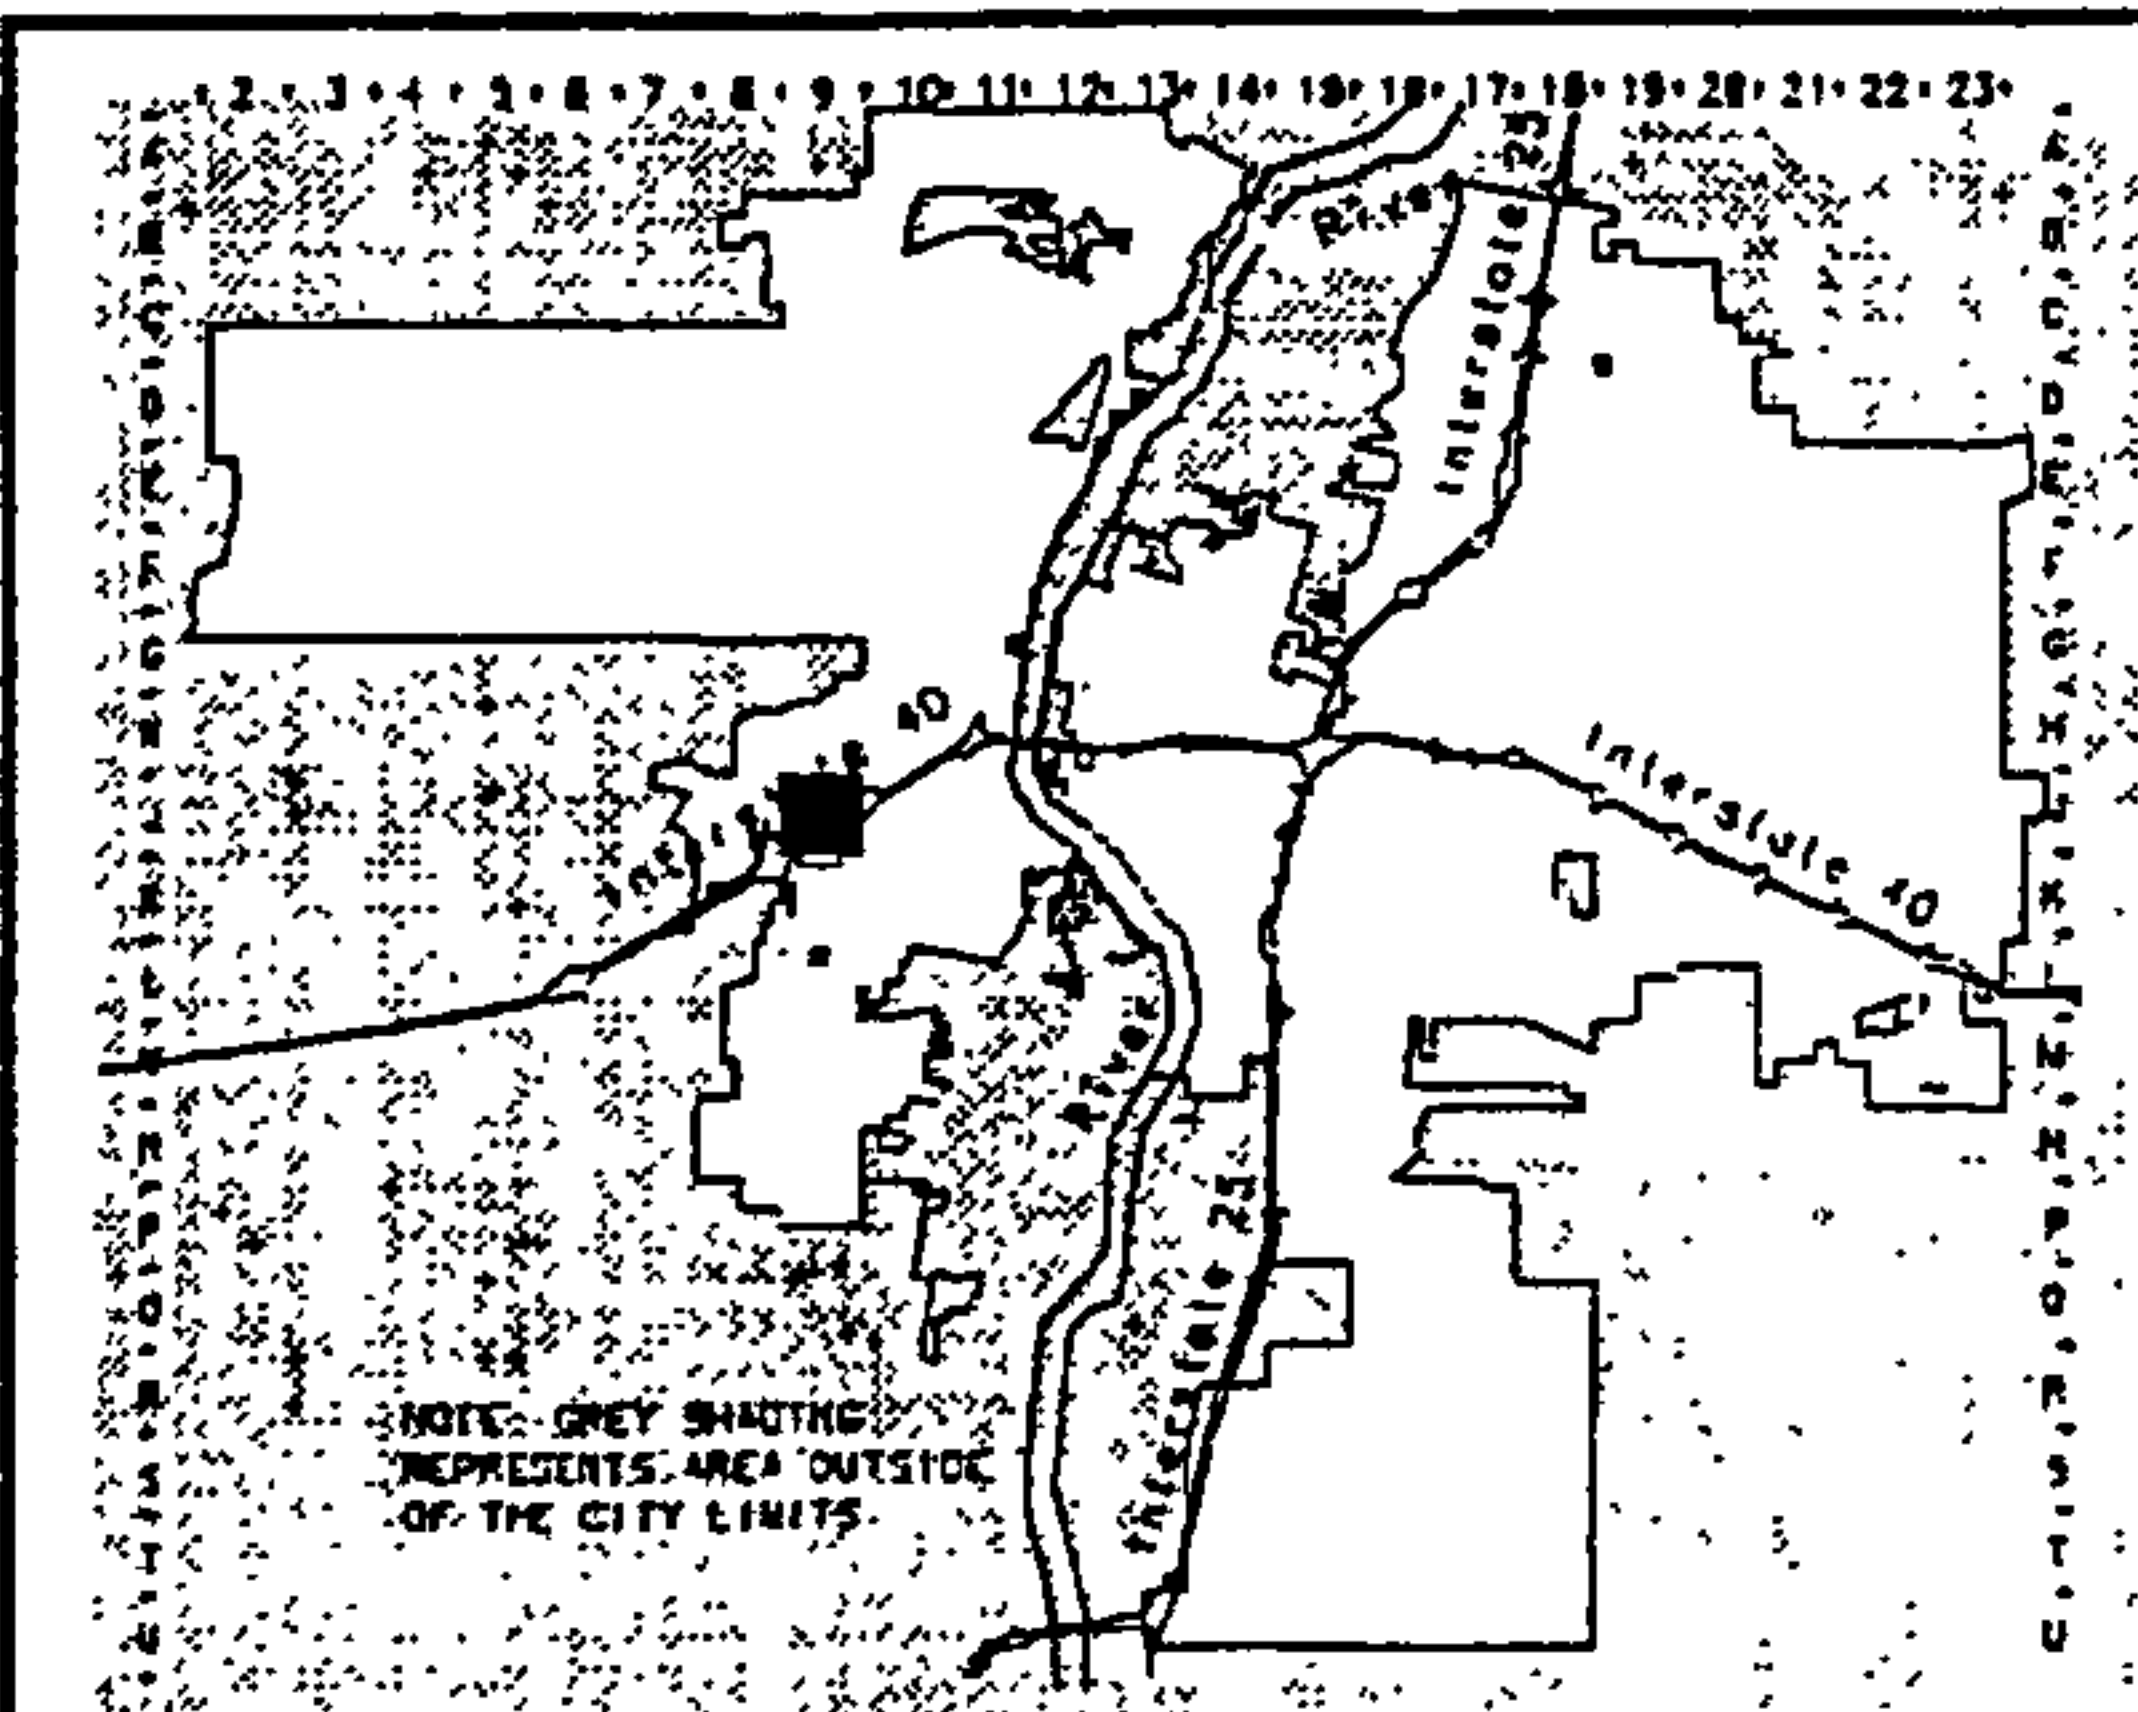 2 · 3 · 4 · 5 · 6 · 7 · 8 · 9 · 10 · 11 · 12 · 13 · 14 · 15 · 16 · 17 · 18 · 19 · 20 · 21 · 22 · 23 ·
River
Interstate 25
40
Interstate 40
River
Interstate 25
NOTE: GREY SHADING
REPRESENTS AREA OUTSIDE
OF THE CITY LIMITS.
A
B
C
D
E
F
G
H
J
K
L
M
N
P
Q
R
S
T
U